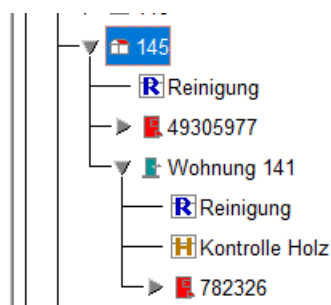 145
R Reinigung
49305977
Wohnung 141
R Reinigung
H Kontrolle Holz
782326